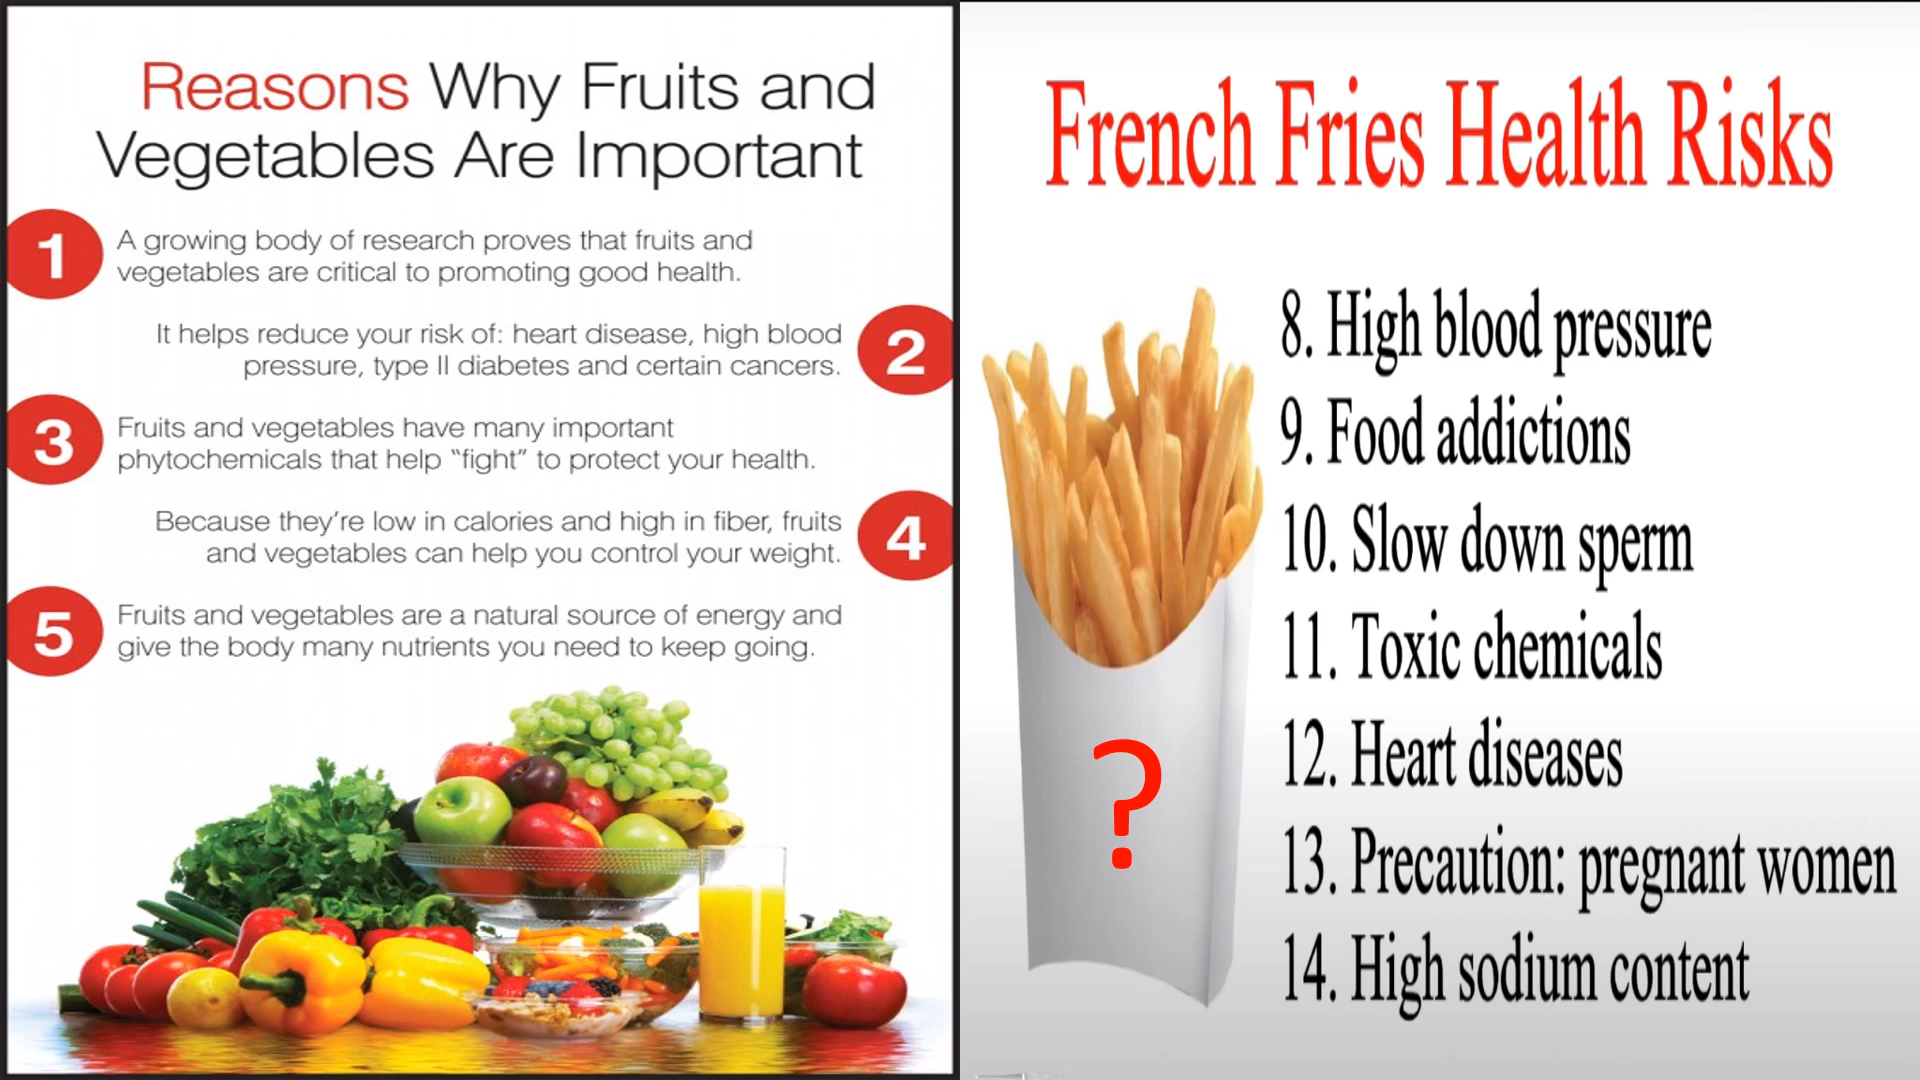 Reasons Why Fruits and
Vegetables Are Important
1
A growing body of research proves that fruits and
vegetables are critical to promoting good health.
It helps reduce your risk of: heart disease, high blood
pressure, type II diabetes and certain cancers.
2
3
Fruits and vegetables have many important
phytochemicals that help “fight” to protect your health.
Because they’re low in calories and high in fiber, fruits
and vegetables can help you control your weight.
4
5
Fruits and vegetables are a natural source of energy and
give the body many nutrients you need to keep going.
French Fries Health Risks
8. High blood pressure
9. Food addictions
10. Slow down sperm
11. Toxic chemicals
12. Heart diseases
13. Precaution: pregnant women
14. High sodium content
?